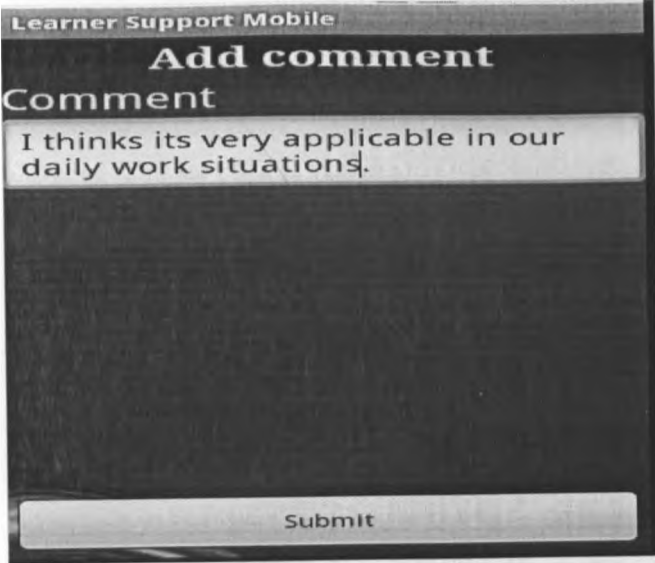 Learner Support Mobile
Add comment
Comment
I thinks its very applicable in our
daily work situations.
Submit